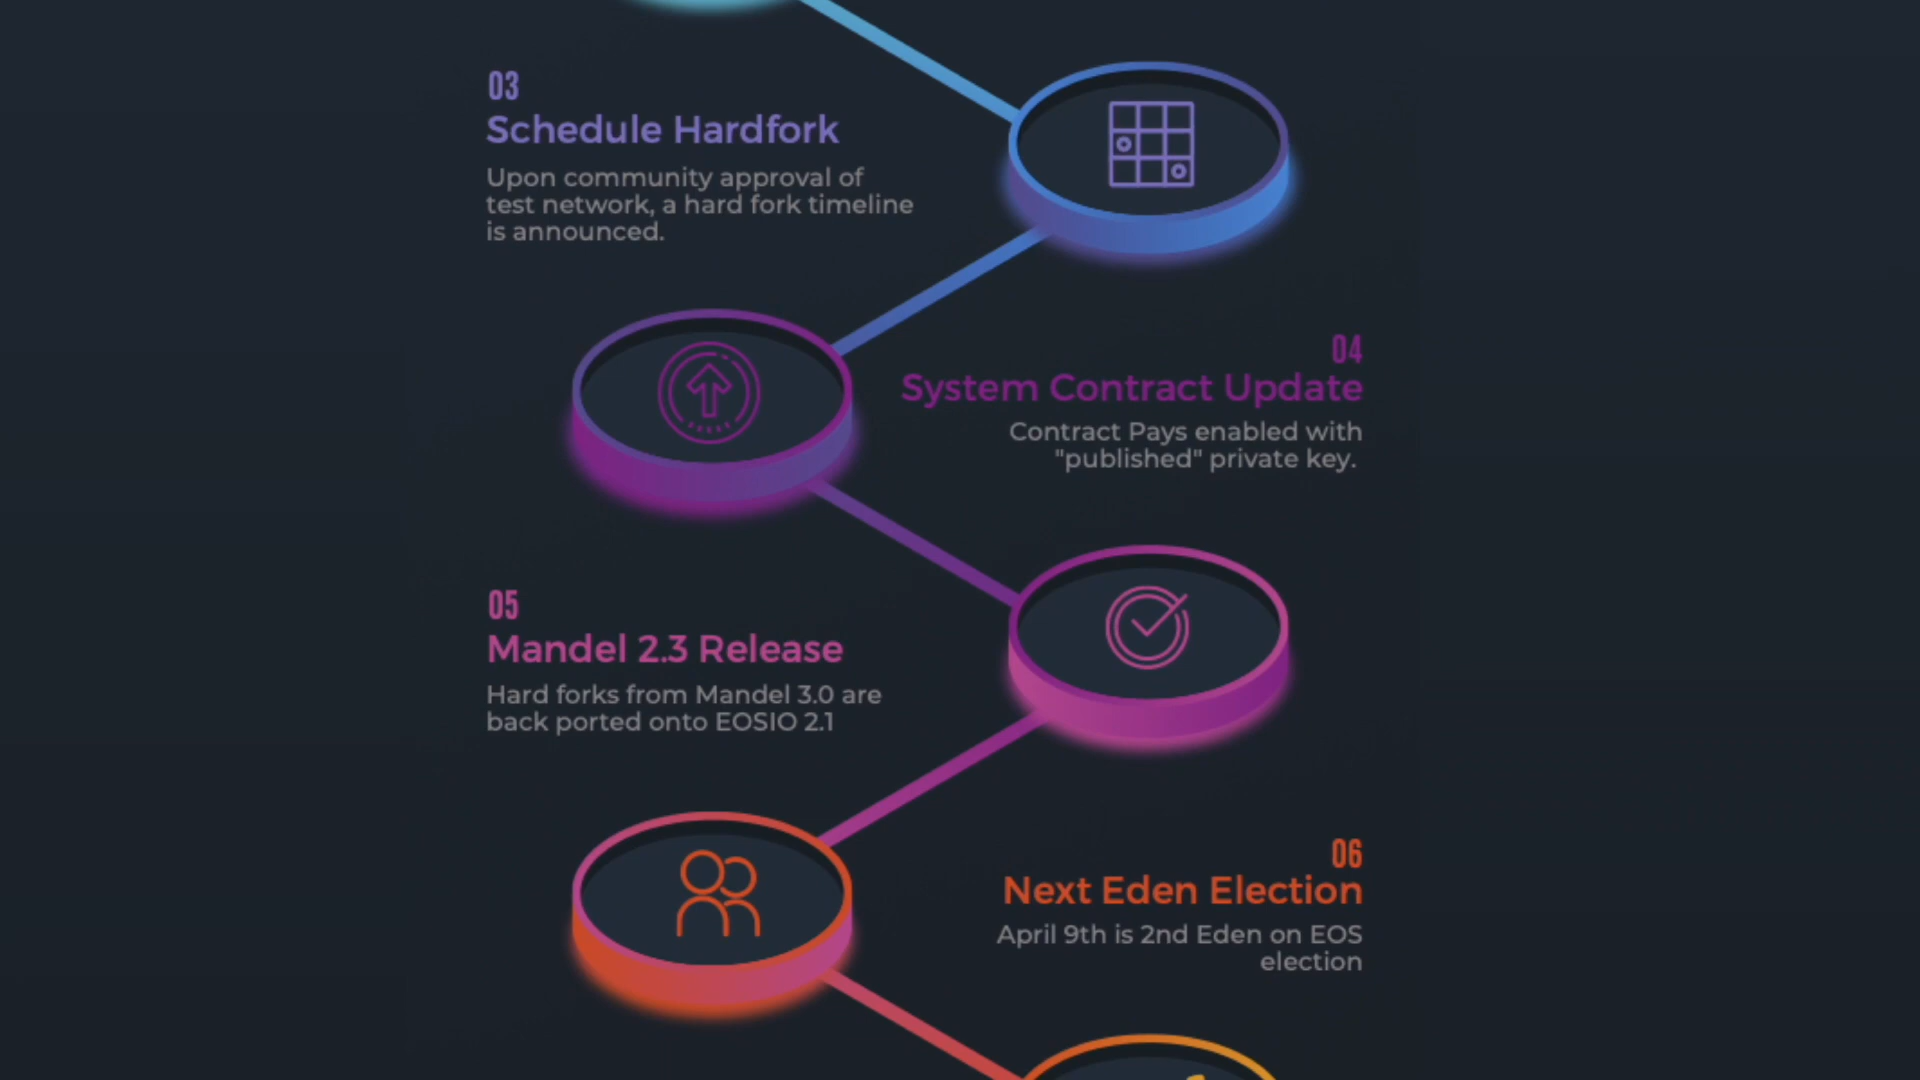 03
Schedule Hardfork
Upon community approval of
test network, a hard fork timeline
is announced.
04
System Contract Update
Contract Pays enabled with
"published" private key.
05
Mandel 2.3 Release
Hard forks from Mandel 3.0 are
back ported onto EOSIO 2.1
06
Next Eden Election
April 9th is 2nd Eden on EOS
election